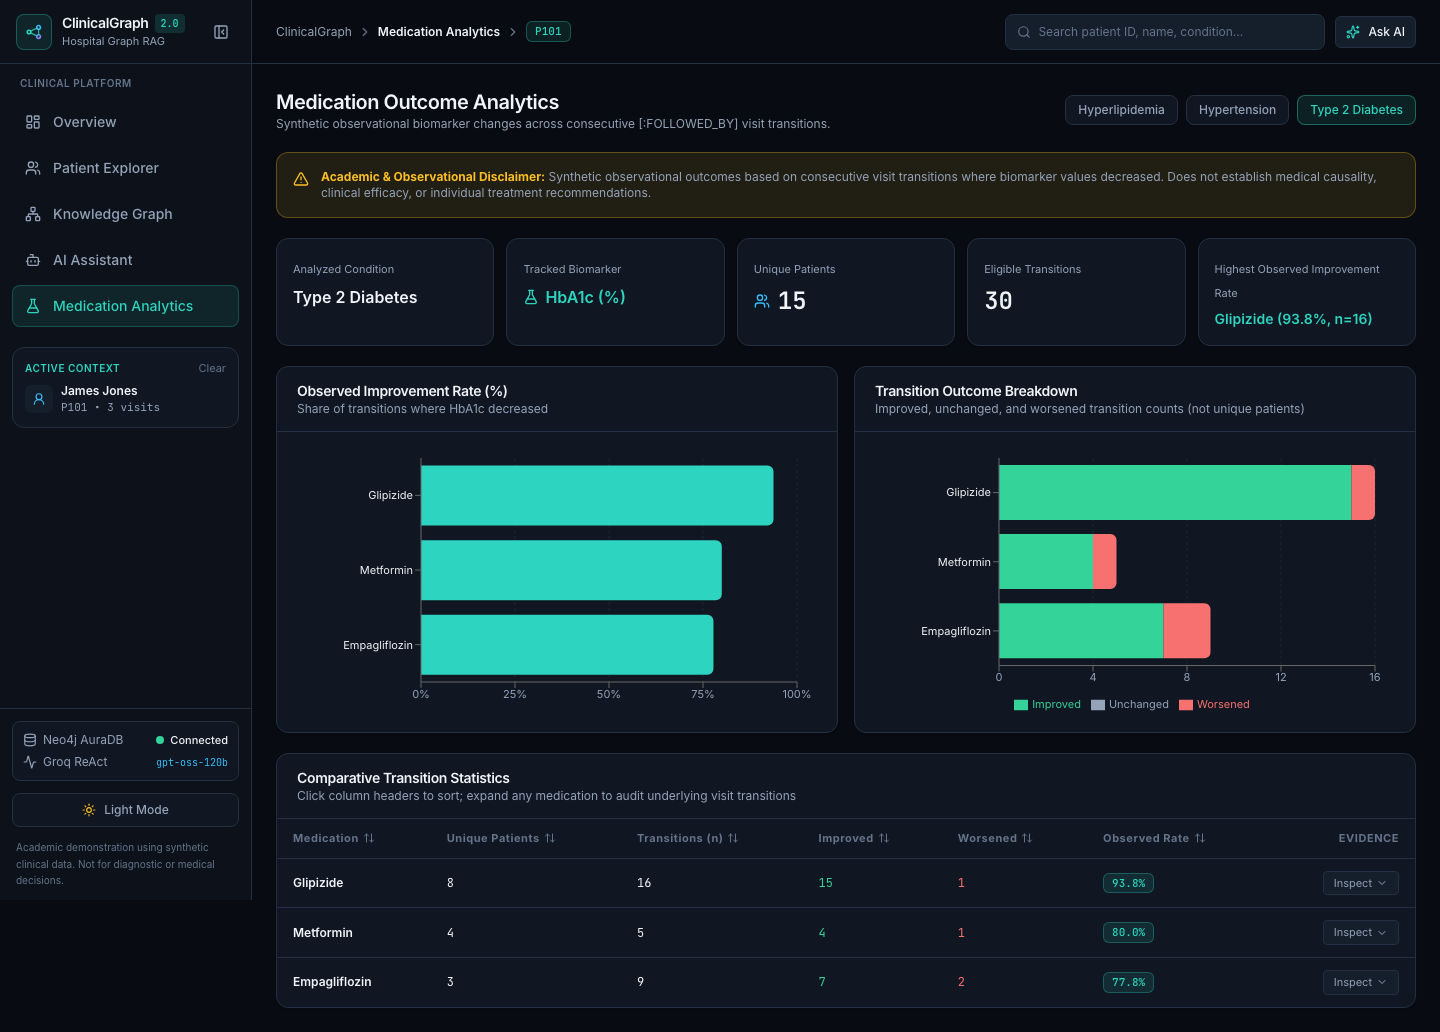 ClinicalGraph 2.0
Hospital Graph RAG
ClinicalGraph > Medication Analytics > P101
Search patient ID, name, condition...
Ask AI
CLINICAL PLATFORM
Overview
Patient Explorer
Knowledge Graph
AI Assistant
Medication Analytics
ACTIVE CONTEXT Clear
James Jones
P101 • 3 visits
Neo4j AuraDB Connected
Groq ReAct gpt-oss-120b
Light Mode
Academic demonstration using synthetic
clinical data. Not for diagnostic or medical
decisions.
Medication Outcome Analytics
Synthetic observational biomarker changes across consecutive [:FOLLOWED_BY] visit transitions.
Hyperlipidemia Hypertension Type 2 Diabetes
Academic & Observational Disclaimer: Synthetic observational outcomes based on consecutive visit transitions where biomarker values decreased. Does not establish medical causality,
clinical efficacy, or individual treatment recommendations.
Analyzed Condition
Type 2 Diabetes
Tracked Biomarker
HbA1c (%)
Unique Patients
15
Eligible Transitions
30
Highest Observed Improvement
Rate
Glipizide (93.8%, n=16)
Observed Improvement Rate (%)
Share of transitions where HbA1c decreased
Glipizide
Metformin
Empagliflozin
0% 25% 50% 75% 100%
Transition Outcome Breakdown
Improved, unchanged, and worsened transition counts (not unique patients)
Glipizide
Metformin
Empagliflozin
0 4 8 12 16
Improved Unchanged Worsened
Comparative Transition Statistics
Click column headers to sort; expand any medication to audit underlying visit transitions
Medication Unique Patients Transitions (n) Improved Worsened Observed Rate EVIDENCE
Glipizide 8 16 15 1 93.8% Inspect
Metformin 4 5 4 1 80.0% Inspect
Empagliflozin 3 9 7 2 77.8% Inspect